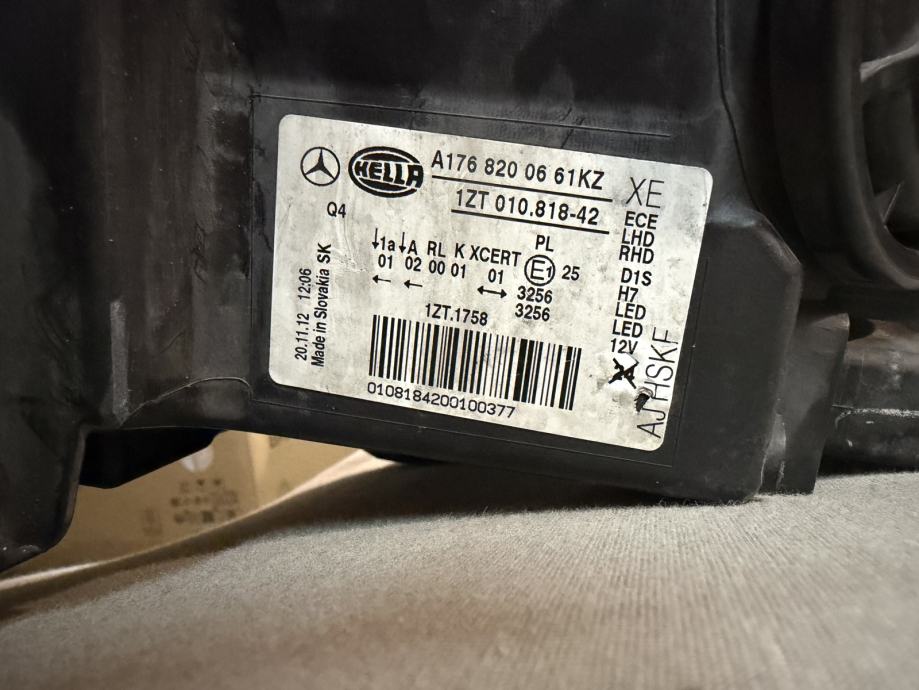 HELLA
A176 820 06 61KZ
1ZT 010.818-42
XE
ECE
LHD
RHD
D1S
H7
LED
LED
12V
AJHSKF
Q4
↓1a ↓A RL K XCERT PL
01 02 00 01 01 E1 25
← ← ↔ 3256
3256
1ZT.1758
0108184200100377
20.11.12 12:06
Made in Slovakia SK